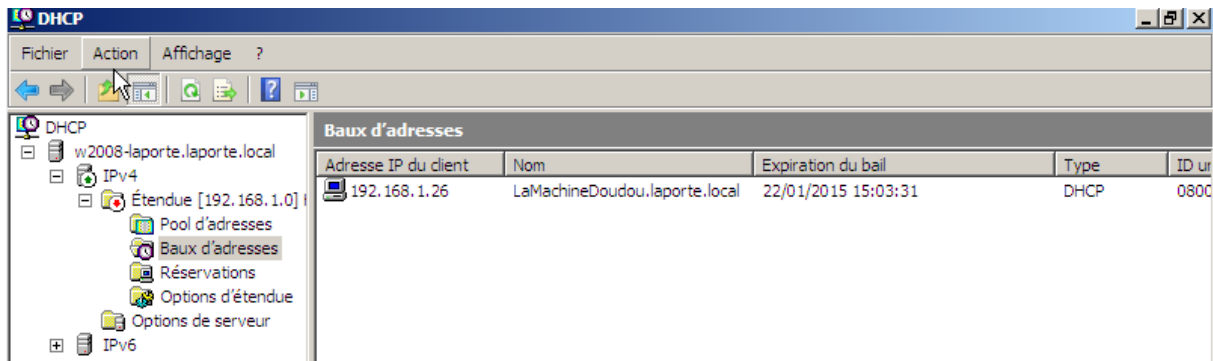 DHCP
Fichier Action Affichage ?
DHCP
w2008-laporte.laporte.local
IPv4
Étendue [192.168.1.0]
Pool d'adresses
Baux d'adresses
Réservations
Options d'étendue
Options de serveur
IPv6
Baux d'adresses
Adresse IP du client Nom Expiration du bail Type ID
192.168.1.26 LaMachineDoudou.laporte.local 22/01/2015 15:03:31 DHCP 0800